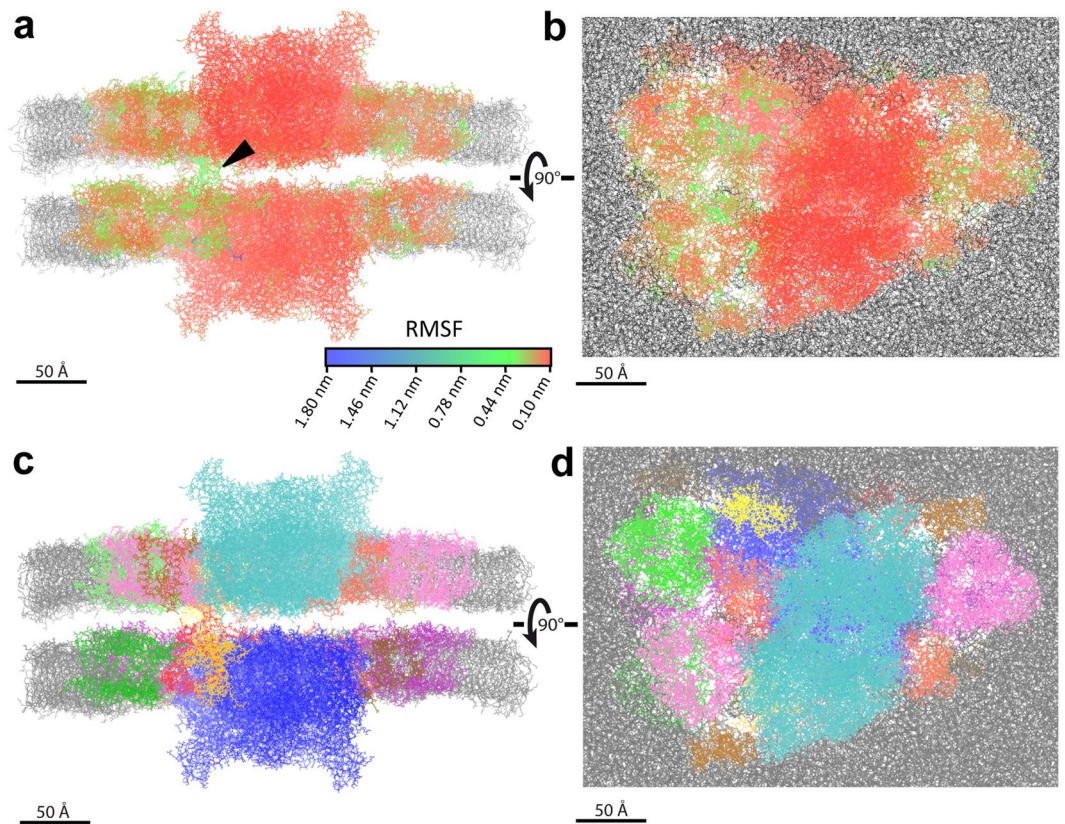 a
b
90°
RMSF
1.80 nm
1.46 nm
1.12 nm
0.78 nm
0.44 nm
0.10 nm
50 Å
50 Å
c
d
90°
50 Å
50 Å